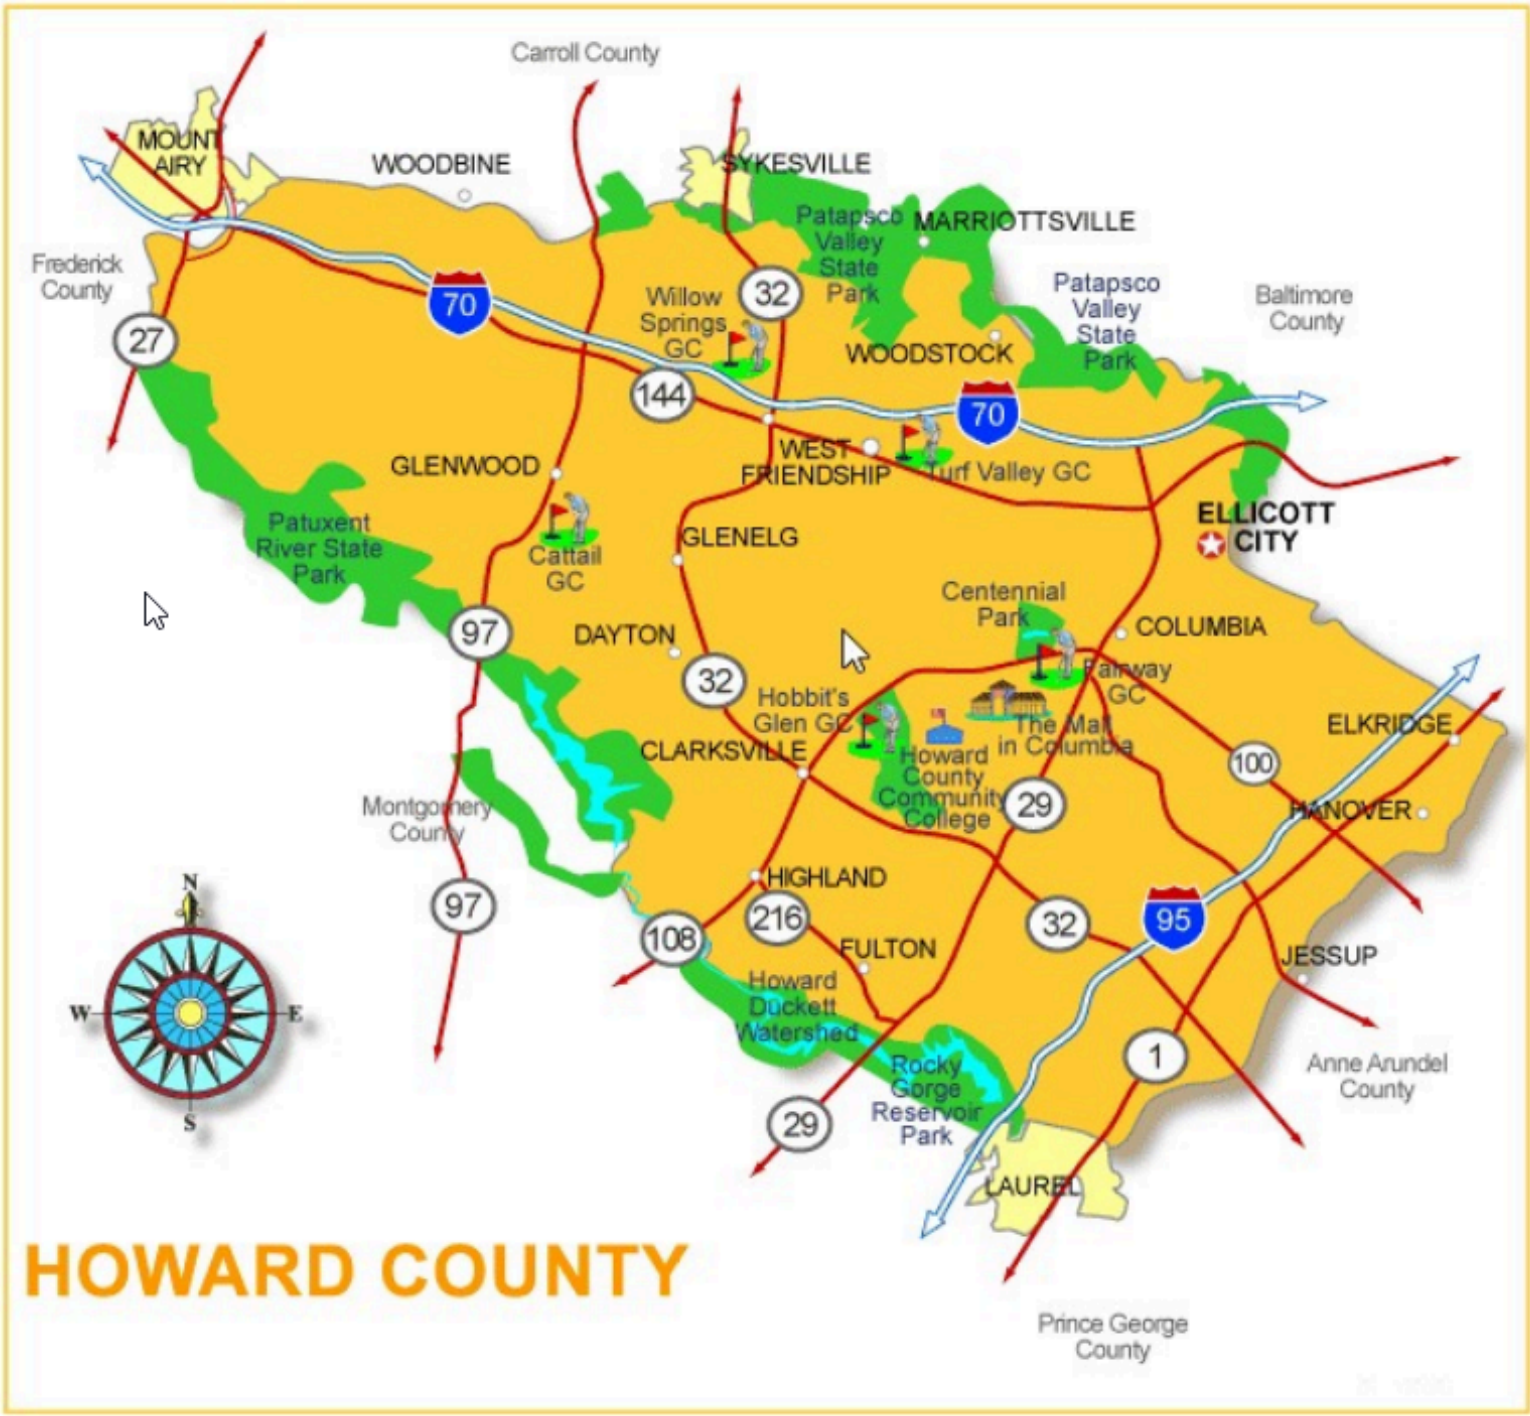 Carroll County
MOUNT
AIRY
WOODBINE
SYKESVILLE
Patapsco
Valley
State
Park
MARRIOTTSVILLE
Frederick
County
70
Willow
Springs
GC
32
Patapsco
Valley
State
Park
Baltimore
County
27
144
WOODSTOCK
70
WEST
FRIENDSHIP
Turf Valley GC
GLENWOOD
Patuxent
River State
Park
Cattail
GC
GLENELG
ELLICOTT
CITY
Centennial
Park
97
DAYTON
COLUMBIA
32
Fairway
GC
Hobbit's
Glen GC
The Mall
in Columbia
ELKRIDGE
CLARKSVILLE
Howard
County
Community
College
100
29
HANOVER
Montgomery
County
HIGHLAND
97
216
32
95
108
FULTON
JESSUP
Howard
Duckett
Watershed
1
Rocky
Gorge
Reservoir
Park
Anne Arundel
County
29
LAUREL
N
W
E
S
HOWARD COUNTY
Prince George
County